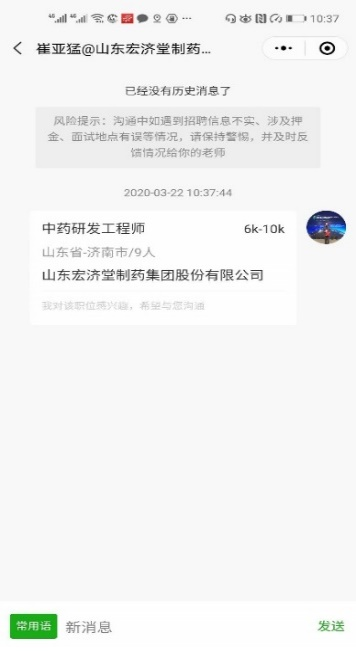 10:37
崔亚猛@山东宏济堂制药...
已经没有历史消息了
风险提示：沟通中如遇到招聘信息不实、涉及押
金、面试地点有误等情况，请保持警惕，并及时反
馈情况给你的老师
2020-03-22 10:37:44
中药研发工程师 6k-10k
山东省-济南市/9人
山东宏济堂制药集团股份有限公司
我对该职位感兴趣，希望与您沟通
常用语 新消息 发送